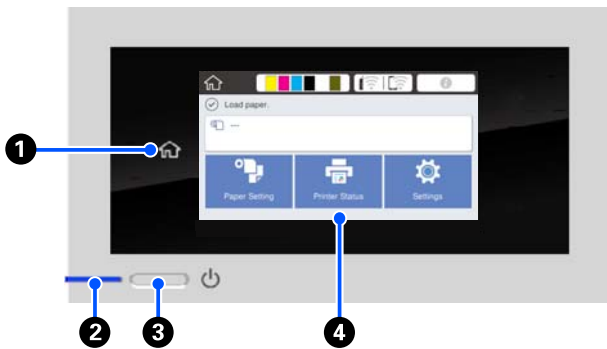 Load paper.
---
Paper Setting
Printer Status
Settings
1
2
3
4